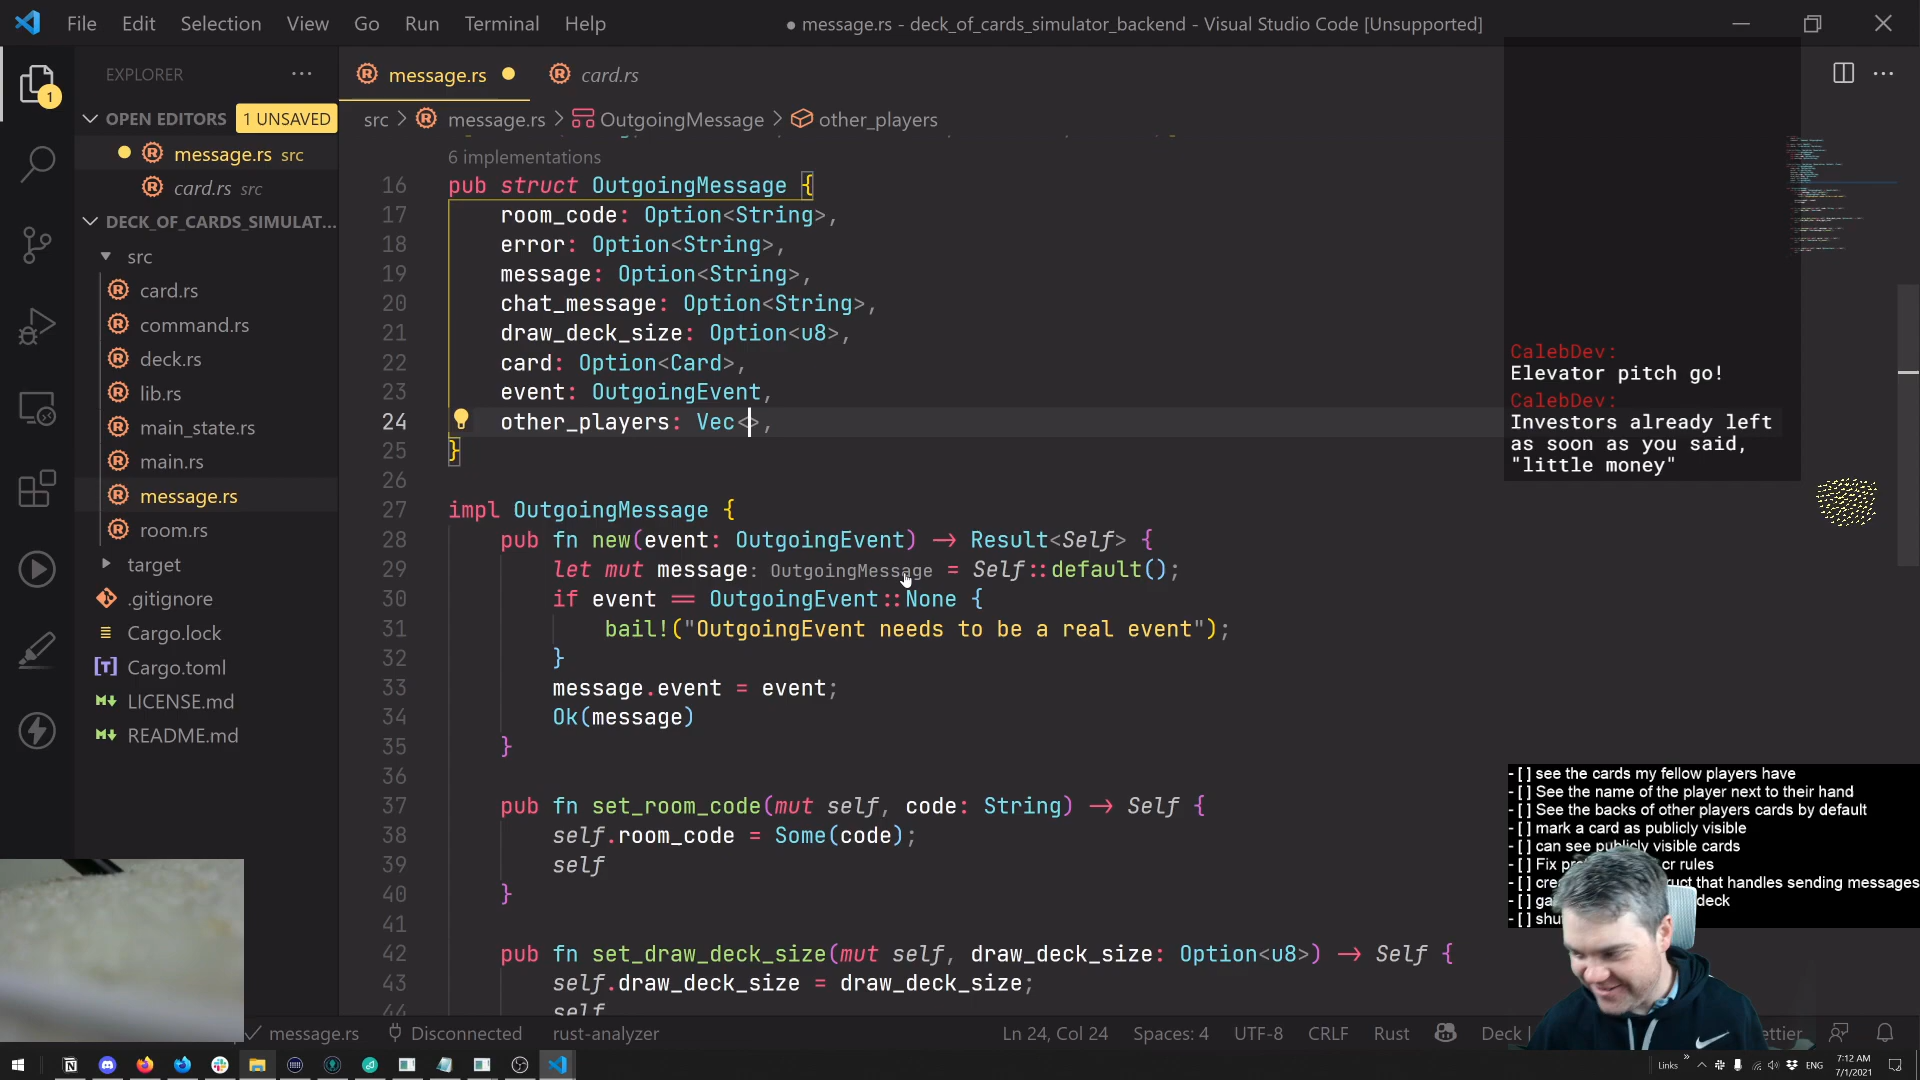 File Edit Selection View Go Run Terminal Help
● message.rs - deck_of_cards_simulator_backend - Visual Studio Code [Unsupported]
EXPLORER
message.rs
card.rs
OPEN EDITORS
1 UNSAVED
message.rs src
card.rs src
DECK_OF_CARDS_SIMULAT...
src
card.rs
command.rs
deck.rs
lib.rs
main_state.rs
main.rs
message.rs
room.rs
target
.gitignore
Cargo.lock
Cargo.toml
LICENSE.md
README.md
1
src > message.rs > OutgoingMessage > other_players
6 implementations
16 pub struct OutgoingMessage {
17 room_code: Option<String>,
18 error: Option<String>,
19 message: Option<String>,
20 chat_message: Option<String>,
21 draw_deck_size: Option<u8>,
22 card: Option<Card>,
23 event: OutgoingEvent,
24 other_players: Vec<>,
25 }
26
27 impl OutgoingMessage {
28 pub fn new(event: OutgoingEvent) -> Result<Self> {
29 let mut message: OutgoingMessage = Self::default();
30 if event == OutgoingEvent::None {
31 bail!("OutgoingEvent needs to be a real event");
32 }
33 message.event = event;
34 Ok(message)
35 }
36
37 pub fn set_room_code(mut self, code: String) -> Self {
38 self.room_code = Some(code);
39 self
40 }
41
42 pub fn set_draw_deck_size(mut self, draw_deck_size: Option<u8>) -> Self {
43 self.draw_deck_size = draw_deck_size;
44 self
CalebDev:
Elevator pitch go!
CalebDev:
Investors already left
as soon as you said,
"little money"
- [ ] see the cards my fellow players have
- [ ] See the name of the player next to their hand
- [ ] See the backs of other players cards by default
- [ ] mark a card as publicly visible
- [ ] can see publicly visible cards
- [ ] Fix cr rules
- [ ] that handles sending messages
- [ ] deck
- [ ]
message.rs Disconnected rust-analyzer
Ln 24, Col 24 Spaces: 4 UTF-8 CRLF Rust Deck
Links ENG
7:12 AM
7/1/2021